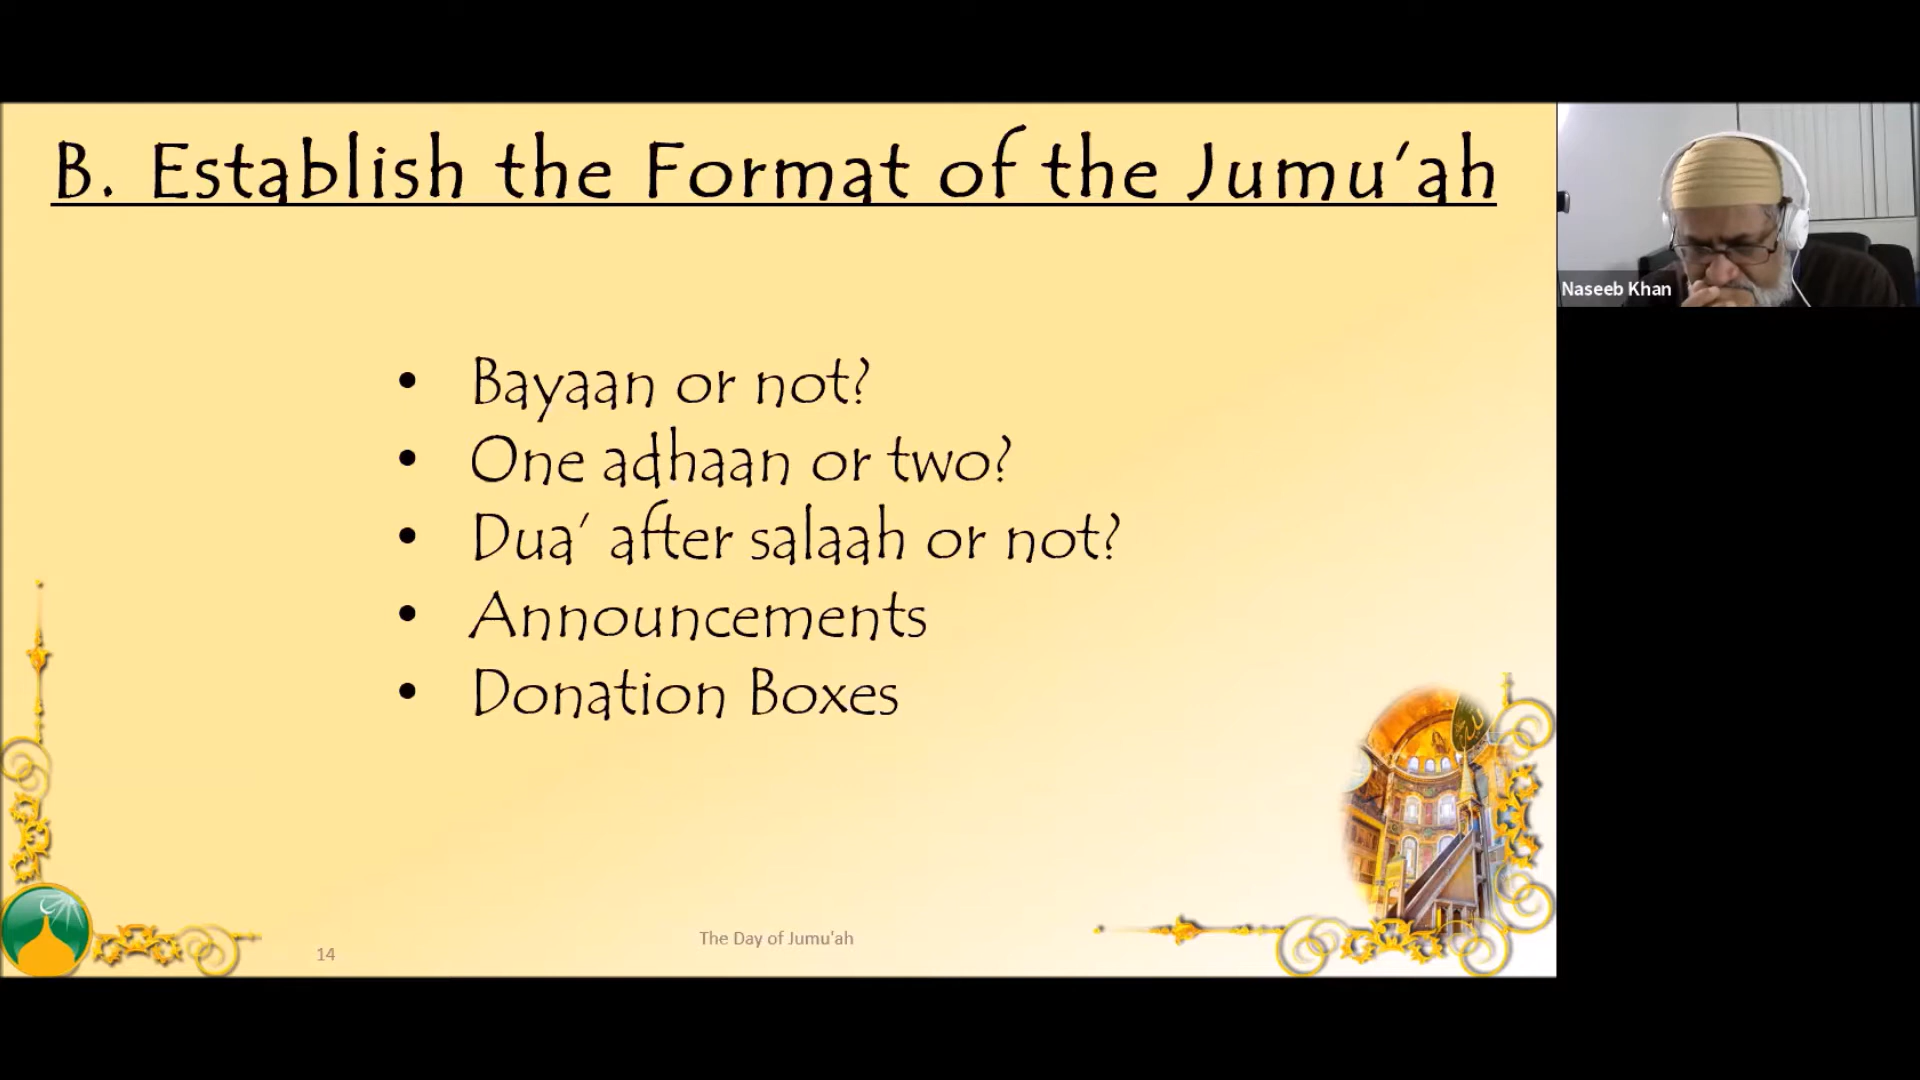 B. Establish the Format of the Jumu'ah
Naseeb Khan
• Bayaan or not?
• One adhaan or two?
• Dua' after salaah or not?
• Announcements
• Donation Boxes
The Day of Jumu'ah
14